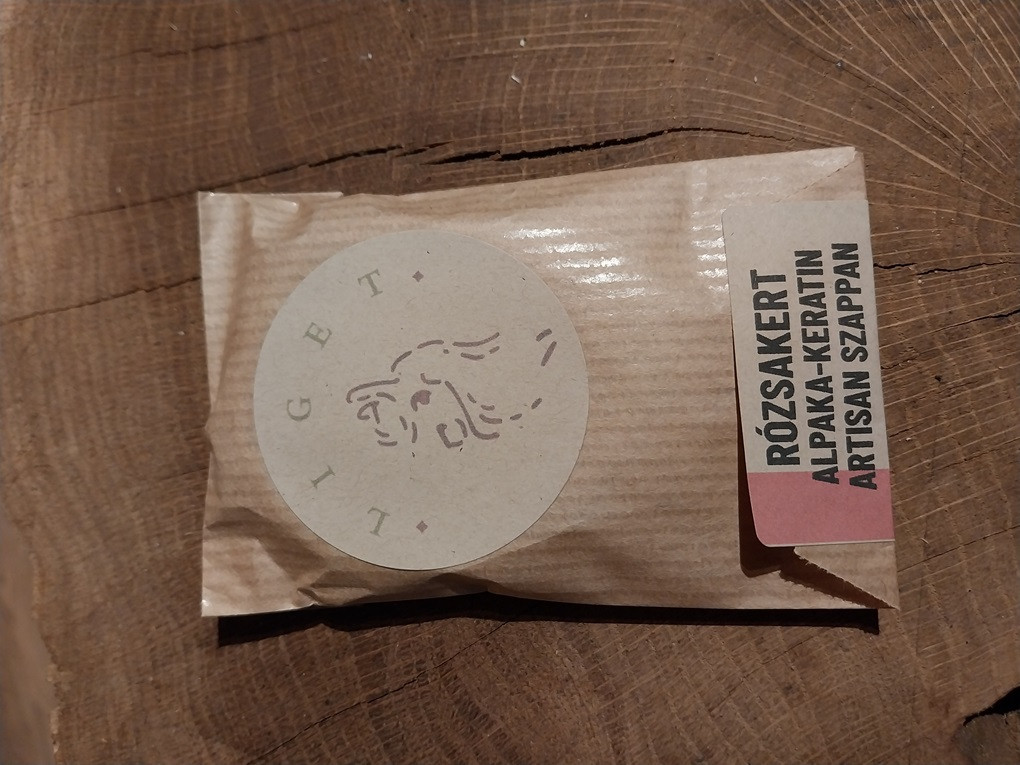 LIGET
RÓZSAKERT
ALPAKA-KERATIN
ARTISAN SZAPPAN